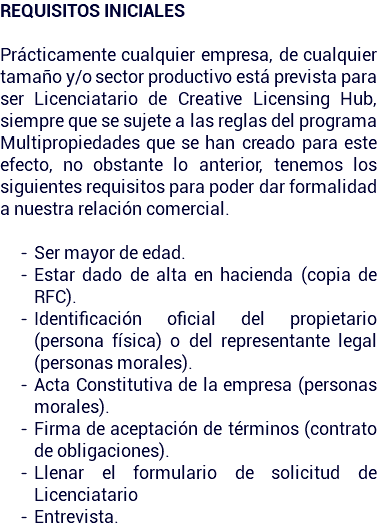 REQUISITOS INICIALES
Prácticamente cualquier empresa, de cualquier
tamaño y/o sector productivo está prevista para
ser Licenciatario de Creative Licensing Hub,
siempre que se sujete a las reglas del programa
Multipropiedades que se han creado para este
efecto, no obstante lo anterior, tenemos los
siguientes requisitos para poder dar formalidad
a nuestra relación comercial.
- Ser mayor de edad.
- Estar dado de alta en hacienda (copia de
RFC).
- Identificación oficial del propietario
(persona física) o del representante legal
(personas morales).
- Acta Constitutiva de la empresa (personas
morales).
- Firma de aceptación de términos (contrato
de obligaciones).
- Llenar el formulario de solicitud de
Licenciatario
- Entrevista.